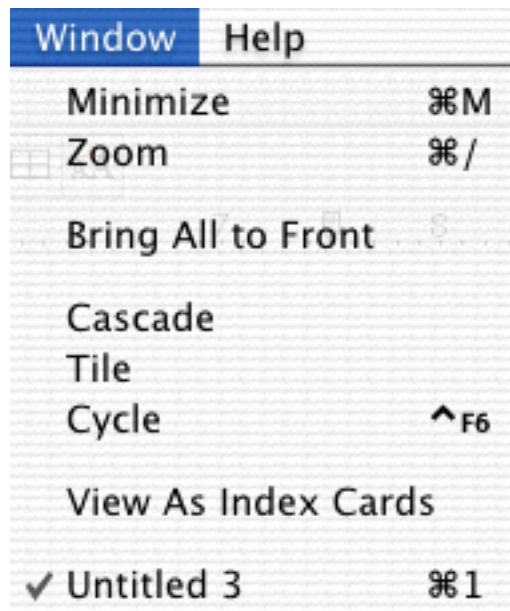 Window Help
Minimize ⌘M
Zoom ⌘/
Bring All to Front
Cascade
Tile
Cycle ^F6
View As Index Cards
✓ Untitled 3 ⌘1